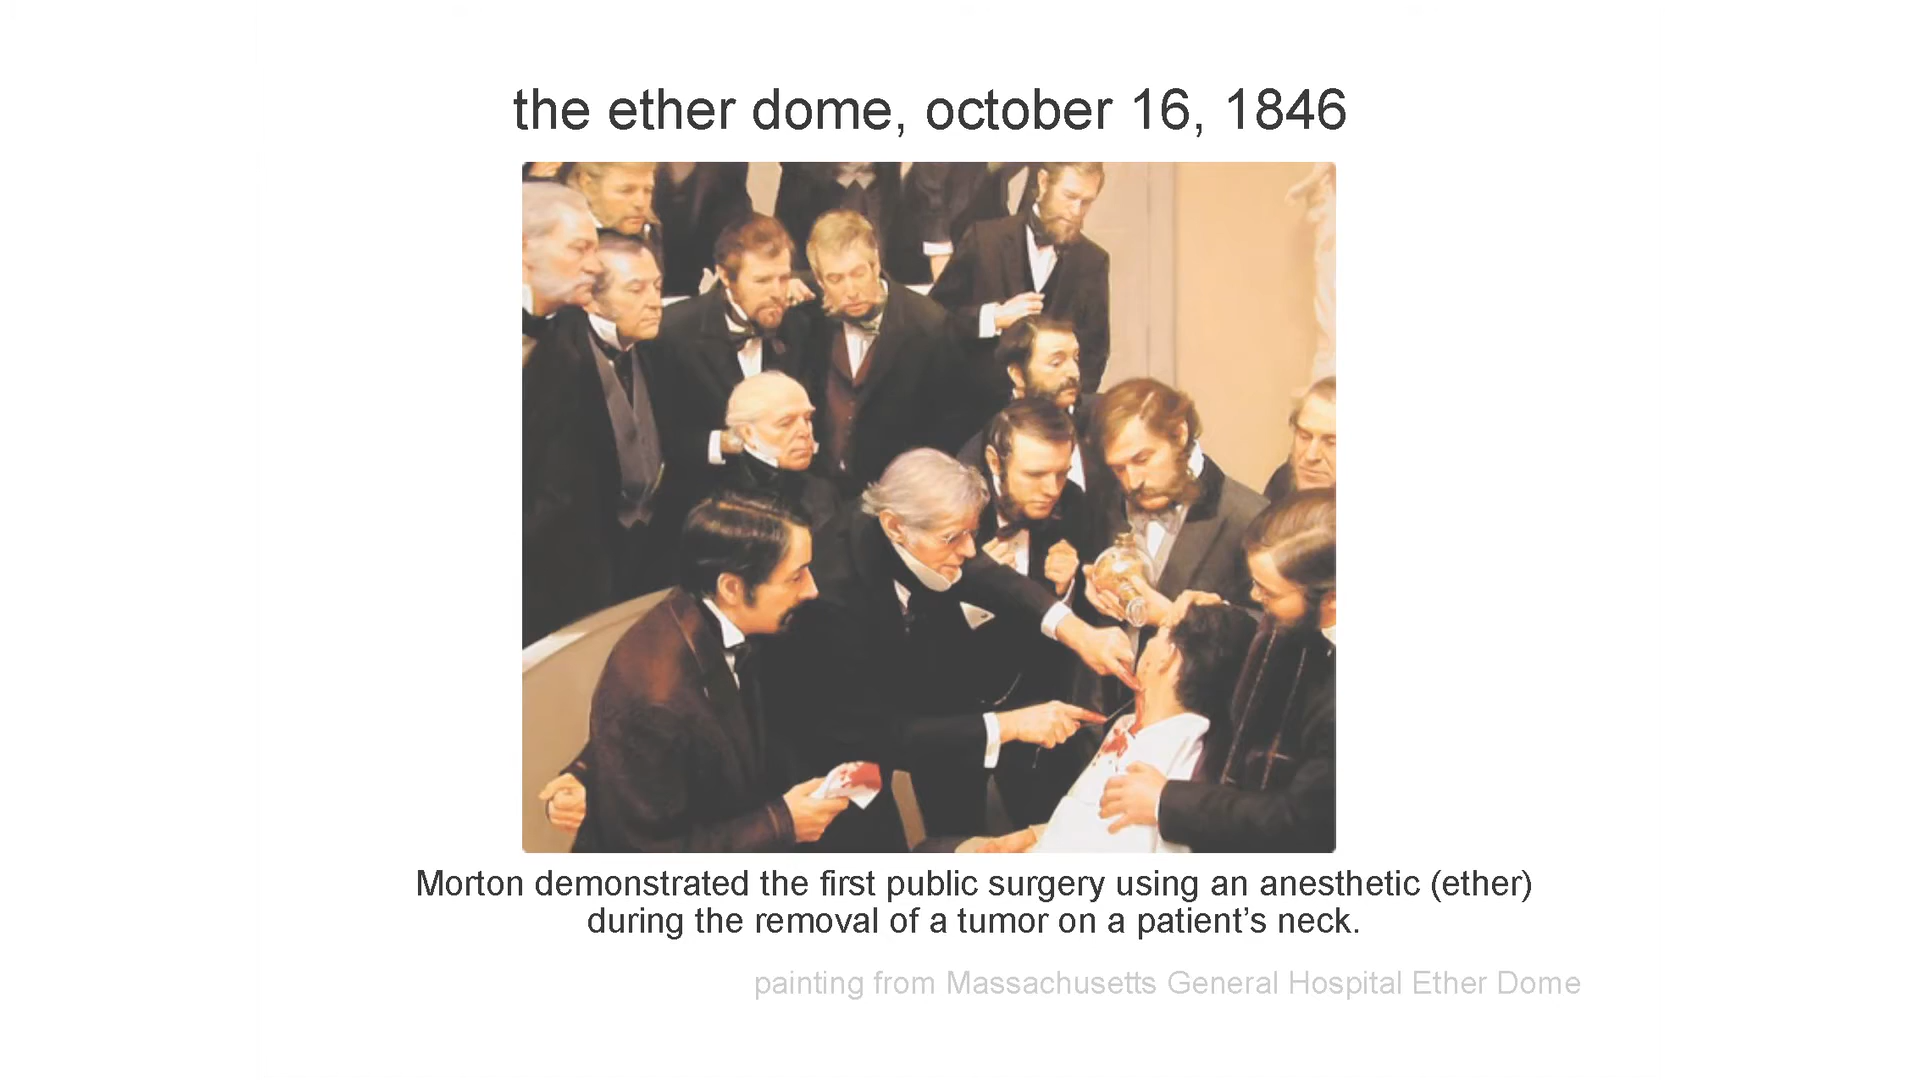 the ether dome, october 16, 1846
Morton demonstrated the first public surgery using an anesthetic (ether)
during the removal of a tumor on a patient’s neck.
painting from Massachusetts General Hospital Ether Dome